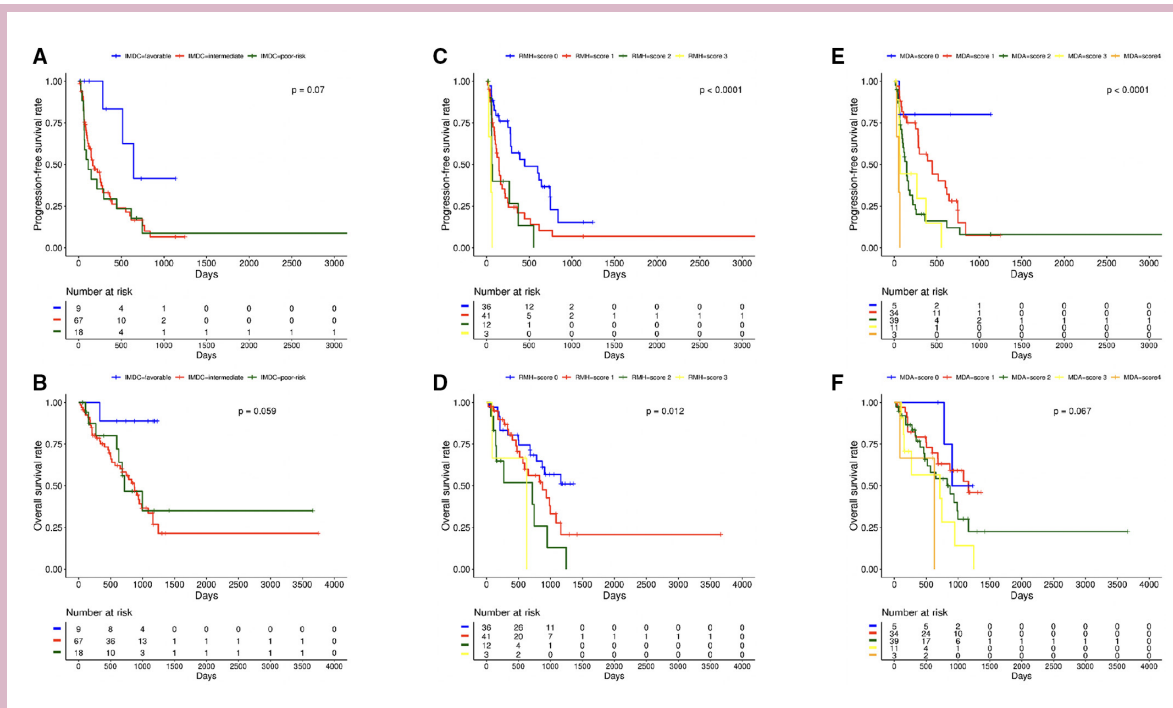 A
IMDC=favorable IMDC=intermediate IMDC=poor-risk
Progression-free survival rate
1.00
0.75
0.50
0.25
0.00
p = 0.07
0 500 1000 1500 2000 2500 3000
Days
Number at risk
9 4 1 0 0 0 0
67 10 2 0 0 0 0
18 4 1 1 1 1 1
0 500 1000 1500 2000 2500 3000
Days
B
IMDC=favorable IMDC=intermediate IMDC=poor-risk
Overall survival rate
1.00
0.75
0.50
0.25
0.00
p = 0.059
0 500 1000 1500 2000 2500 3000 3500 4000
Days
Number at risk
9 8 4 0 0 0 0 0 0
67 36 13 1 1 1 1 1 0
18 10 3 1 1 1 1 1 0
0 500 1000 1500 2000 2500 3000 3500 4000
Days
C
RMH=score 0 RMH=score 1 RMH=score 2 RMH=score 3
Progression-free survival rate
1.00
0.75
0.50
0.25
0.00
p < 0.0001
0 500 1000 1500 2000 2500 3000
Days
Number at risk
36 12 2 0 0 0 0
41 5 2 1 1 1 1
12 1 0 0 0 0 0
3 0 0 0 0 0 0
0 500 1000 1500 2000 2500 3000
Days
D
RMH=score 0 RMH=score 1 RMH=score 2 RMH=score 3
Overall survival rate
1.00
0.75
0.50
0.25
0.00
p = 0.012
0 500 1000 1500 2000 2500 3000 3500 4000
Days
Number at risk
36 26 11 0 0 0 0 0 0
41 20 7 1 1 1 1 1 0
12 4 1 0 0 0 0 0 0
3 2 0 0 0 0 0 0 0
0 500 1000 1500 2000 2500 3000 3500 4000
Days
E
MDA=score 0 MDA=score 1 MDA=score 2 MDA=score 3 MDA=score4
Progression-free survival rate
1.00
0.75
0.50
0.25
0.00
p < 0.0001
0 500 1000 1500 2000 2500 3000
Days
Number at risk
5 2 1 0 0 0 0
34 11 1 0 0 0 0
39 4 2 1 1 1 1
11 1 0 0 0 0 0
3 0 0 0 0 0 0
0 500 1000 1500 2000 2500 3000
Days
F
MDA=score 0 MDA=score 1 MDA=score 2 MDA=score 3 MDA=score4
Overall survival rate
1.00
0.75
0.50
0.25
0.00
p = 0.067
0 500 1000 1500 2000 2500 3000 3500 4000
Days
Number at risk
5 5 2 0 0 0 0 0 0
34 24 10 0 0 0 0 0 0
39 17 6 1 1 1 1 1 0
11 4 1 0 0 0 0 0 0
3 2 0 0 0 0 0 0 0
0 500 1000 1500 2000 2500 3000 3500 4000
Days